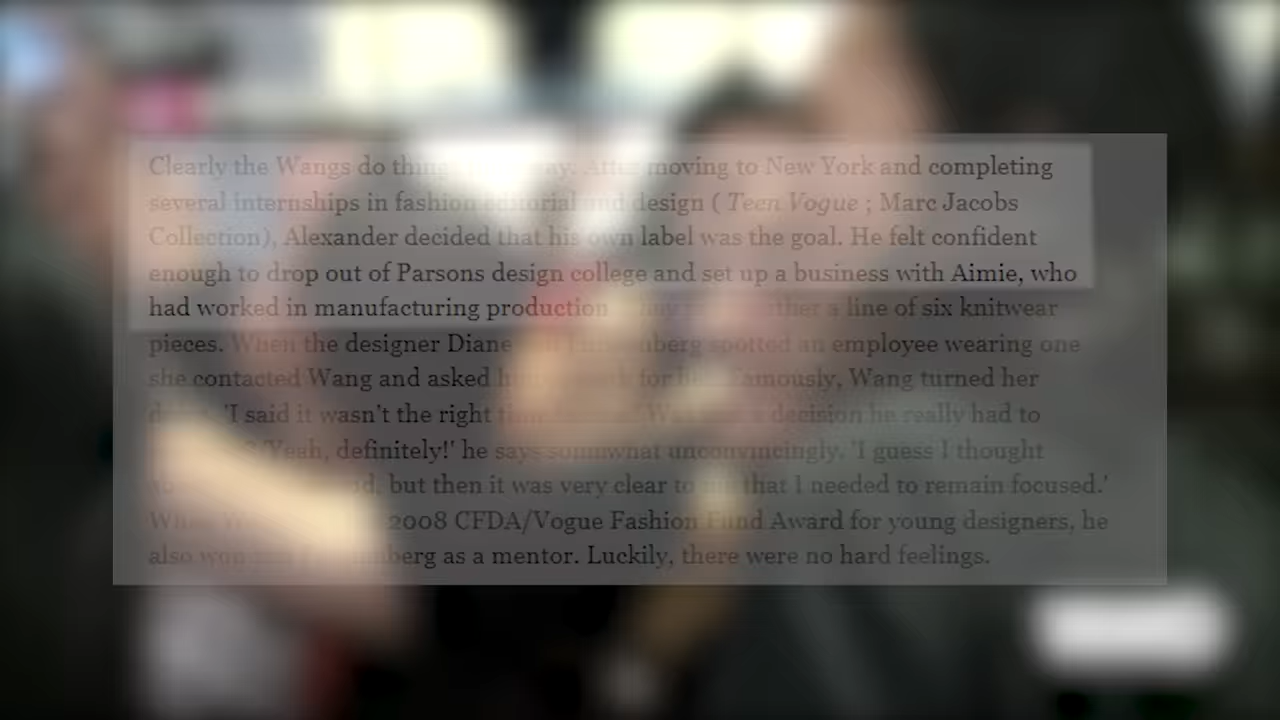 Clearly the Wangs do way. After moving to New York and completing
several internships in fashion editorial and design ( Teen Vogue ; Marc Jacobs
Collection), Alexander decided that his own label was the goal. He felt confident
enough to drop out of Parsons design college and set up a business with Aimie, who
had worked in manufacturing production a line of six knitwear
pieces. When the designer Diane spotted an employee wearing one
she contacted Wang and asked for Famously, Wang turned her
'I said it wasn't the right decision he really had to
'Yeah, definitely!' he says somewhat unconvincingly. 'I guess I thought
but then it was very clear to that I needed to remain focused.'
2008 CFDA/Vogue Fashion Fund Award for young designers, he
also won as a mentor. Luckily, there were no hard feelings.